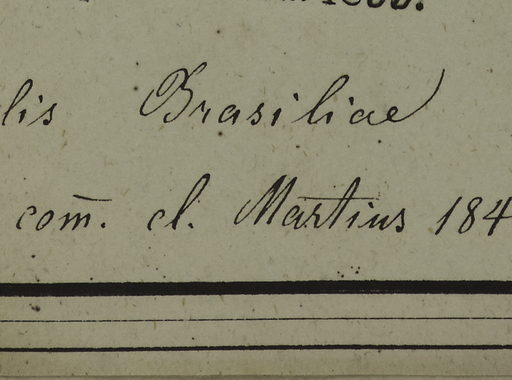 lis Brasiliae
com̄. cl. Martius 184